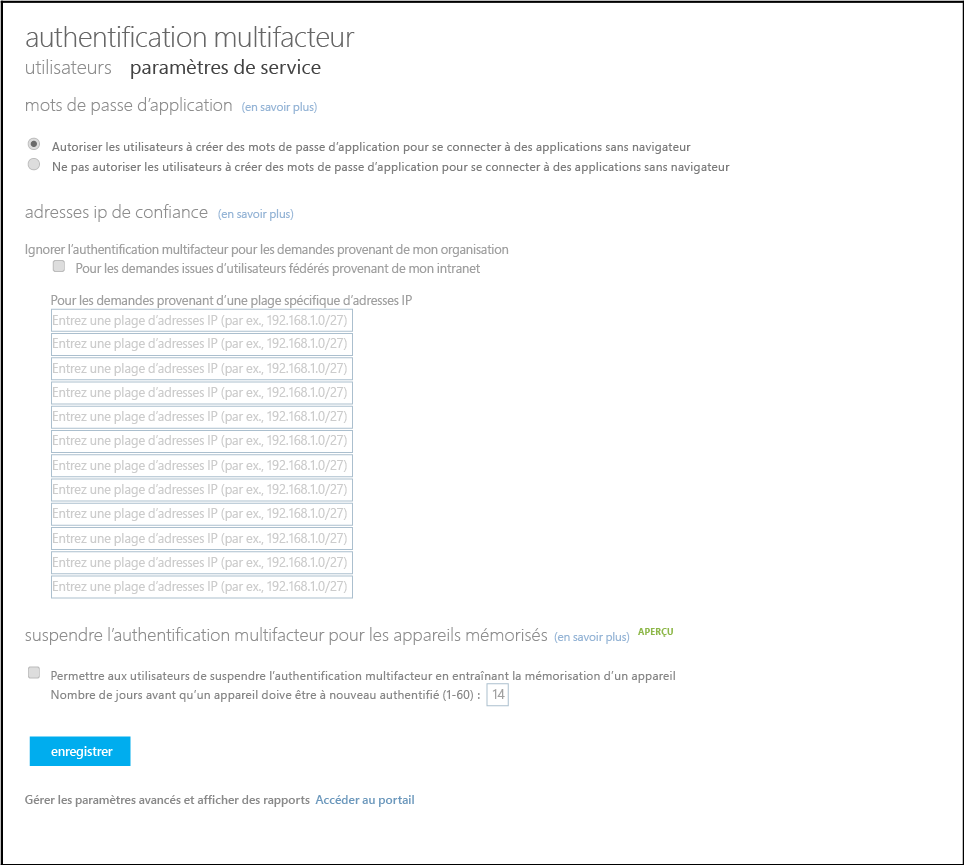 authentification multifacteur
utilisateurs paramètres de service
mots de passe d'application (en savoir plus)
Autoriser les utilisateurs à créer des mots de passe d'application pour se connecter à des applications sans navigateur
Ne pas autoriser les utilisateurs à créer des mots de passe d'application pour se connecter à des applications sans navigateur
adresses ip de confiance (en savoir plus)
Ignorer l'authentification multifacteur pour les demandes provenant de mon organisation
Pour les demandes issues d'utilisateurs fédérés provenant de mon intranet
Pour les demandes provenant d'une plage spécifique d'adresses IP
Entrez une plage d'adresses IP (par ex., 192.168.1.0/27)
Entrez une plage d'adresses IP (par ex., 192.168.1.0/27)
Entrez une plage d'adresses IP (par ex., 192.168.1.0/27)
Entrez une plage d'adresses IP (par ex., 192.168.1.0/27)
Entrez une plage d'adresses IP (par ex., 192.168.1.0/27)
Entrez une plage d'adresses IP (par ex., 192.168.1.0/27)
Entrez une plage d'adresses IP (par ex., 192.168.1.0/27)
Entrez une plage d'adresses IP (par ex., 192.168.1.0/27)
Entrez une plage d'adresses IP (par ex., 192.168.1.0/27)
Entrez une plage d'adresses IP (par ex., 192.168.1.0/27)
Entrez une plage d'adresses IP (par ex., 192.168.1.0/27)
Entrez une plage d'adresses IP (par ex., 192.168.1.0/27)
suspendre l'authentification multifacteur pour les appareils mémorisés (en savoir plus) APERÇU
Permettre aux utilisateurs de suspendre l'authentification multifacteur en entraînant la mémorisation d'un appareil
Nombre de jours avant qu'un appareil doive être à nouveau authentifié (1-60) : 14
enregistrer
Gérer les paramètres avancés et afficher des rapports Accéder au portail